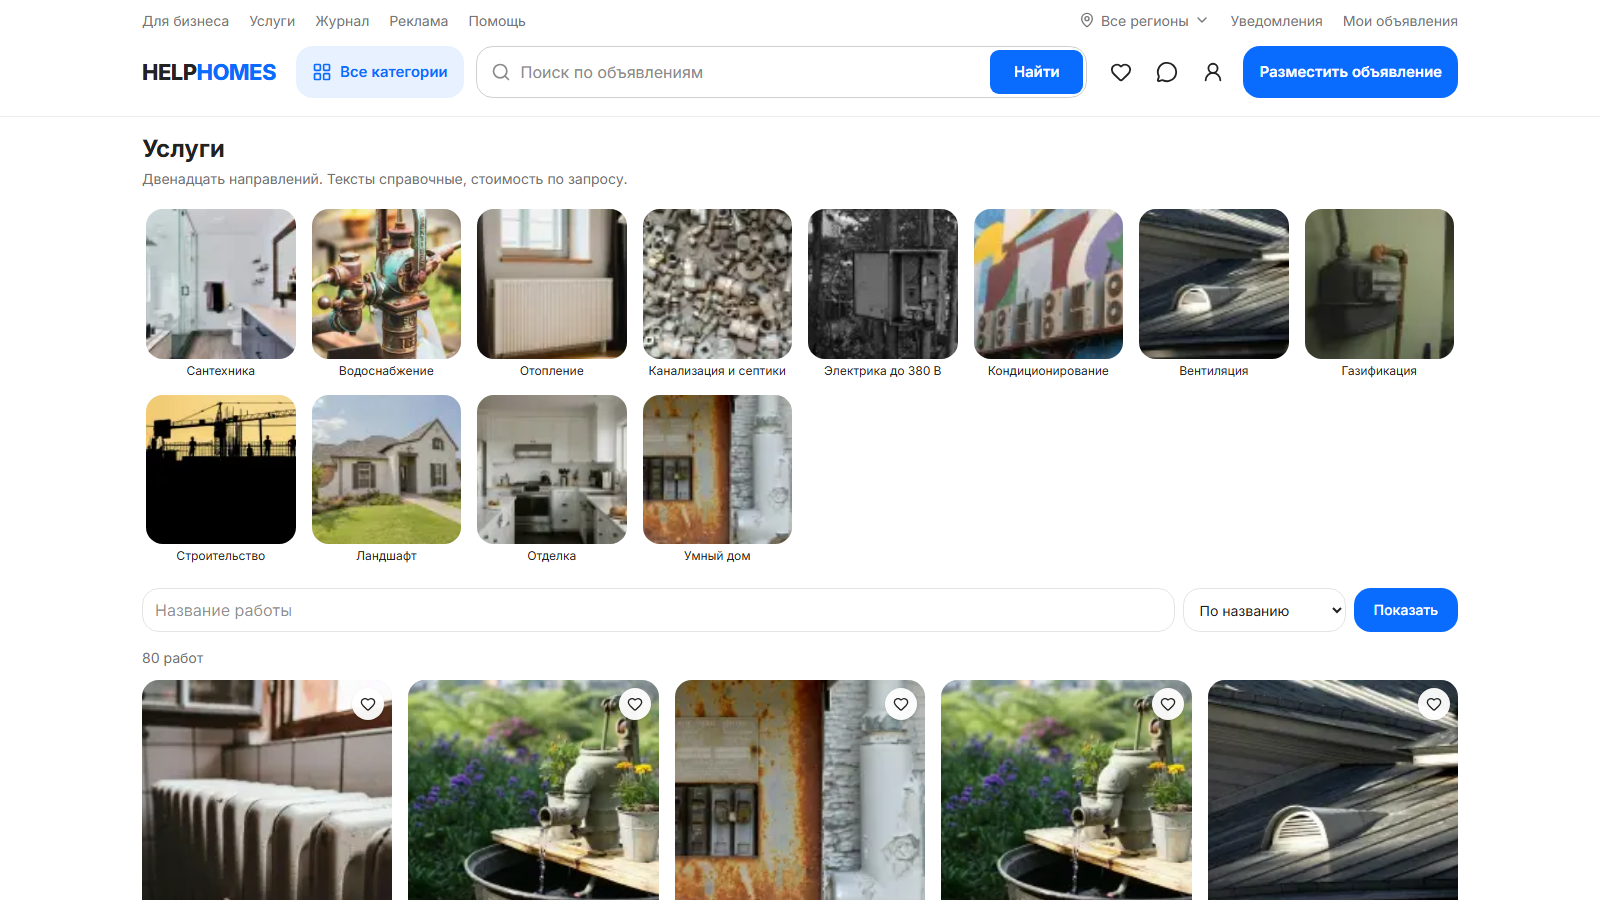 Для бизнеса Услуги Журнал Реклама Помощь Все регионы Уведомления Мои объявления
HELPHOMES Все категории Поиск по объявлениям Найти Разместить объявление
Услуги
Двенадцать направлений. Тексты справочные, стоимость по запросу.
Сантехника Водоснабжение Отопление Канализация и септики Электрика до 380 В Кондиционирование Вентиляция Газификация
Строительство Ландшафт Отделка Умный дом
Название работы По названию Показать
80 работ